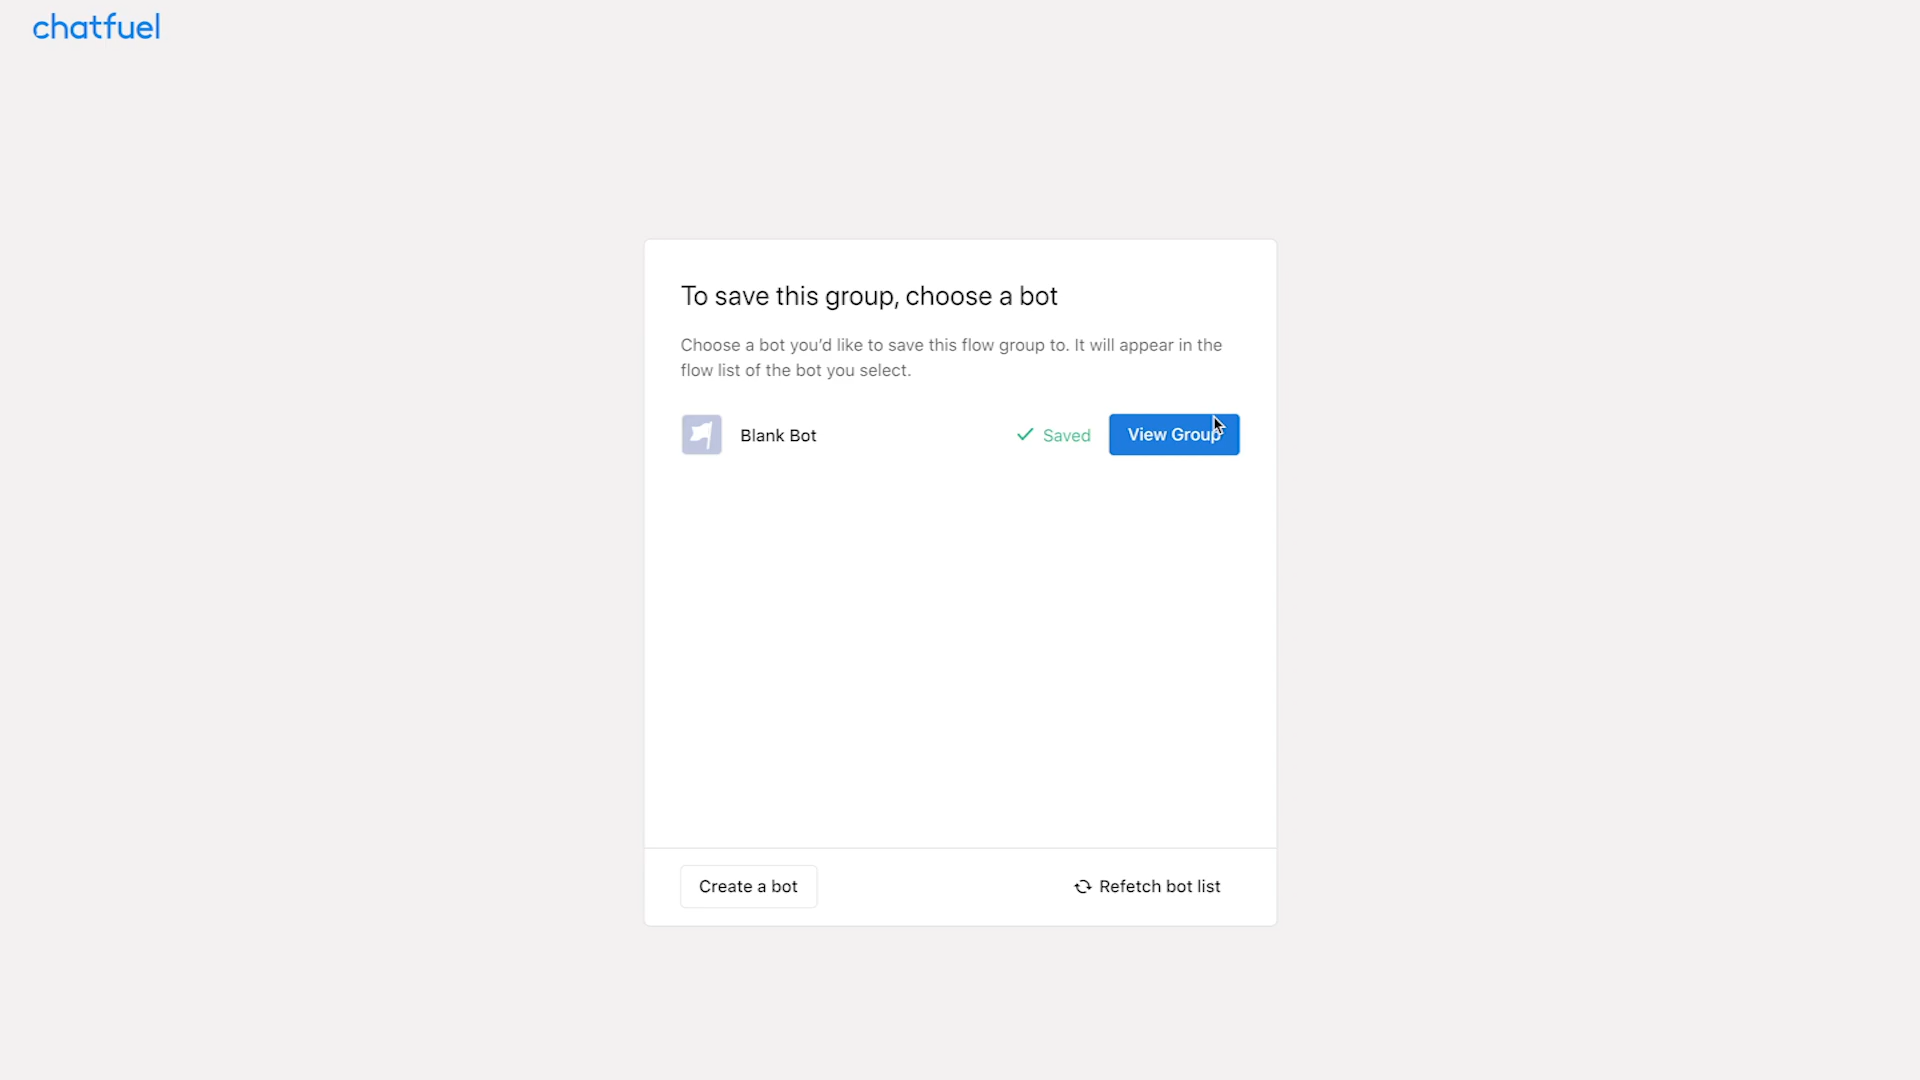 chatfuel
To save this group, choose a bot
Choose a bot you’d like to save this flow group to. It will appear in the
flow list of the bot you select.
Blank Bot
Saved
View Group
Create a bot
Refetch bot list